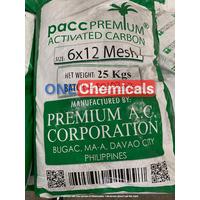 pacc PREMIUM®
ACTIVATED CARBON
SIZE: 6x12 Mesh
NET WEIGHT: 25 Kgs
ONE Chemicals
MANUFACTURED BY:
PREMIUM A.C.
CORPORATION
BUGAC, MA-A, DAVAO CITY,
PHILIPPINES